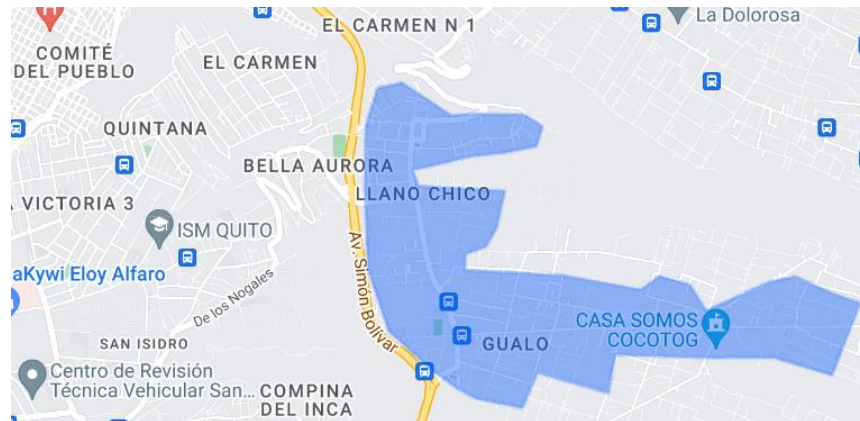 EL CARMEN N 1
La Dolorosa
COMITÉ
DEL PUEBLO
EL CARMEN
QUINTANA
BELLA AURORA
LLANO CHICO
VICTORIA 3
ISM QUITO
aKywi Eloy Alfaro
De los Nogales
Av. Simón Bolívar
SAN ISIDRO
GUALO
CASA SOMOS
COCOTOG
Centro de Revisión
Técnica Vehicular San...
COMPINA
DEL INCA